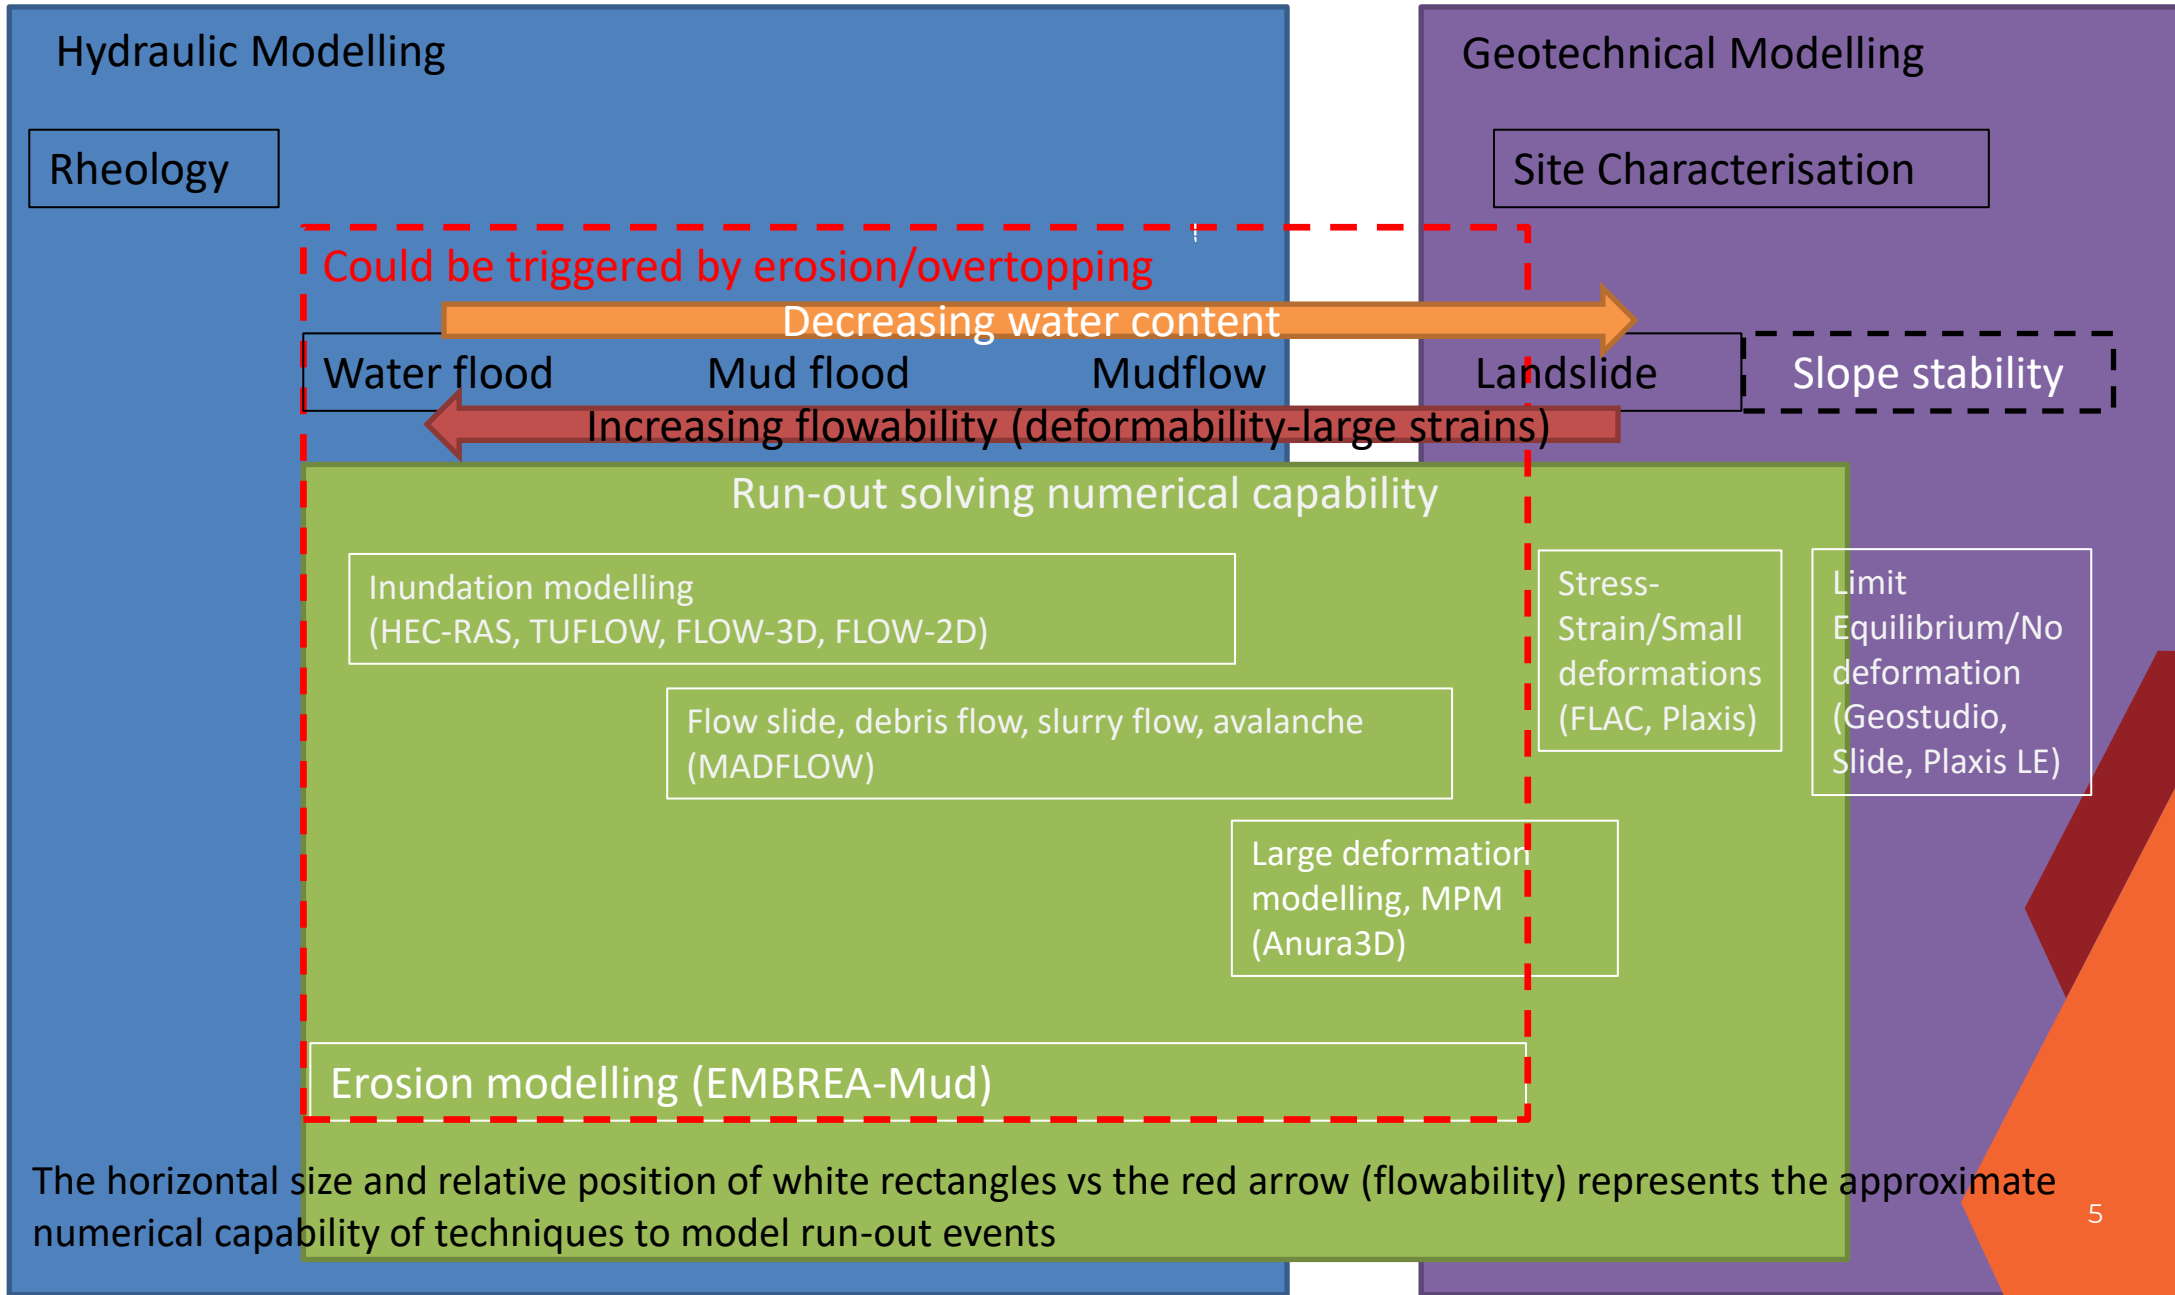 Hydraulic Modelling
Geotechnical Modelling
Rheology
Site Characterisation
Could be triggered by erosion/overtopping
Decreasing water content
Water flood
Mud flood
Mudflow
Landslide
Slope stability
Increasing flowability (deformability-large strains)
Run-out solving numerical capability
Inundation modelling
(HEC-RAS, TUFLOW, FLOW-3D, FLOW-2D)
Flow slide, debris flow, slurry flow, avalanche
(MADFLOW)
Large deformation
modelling, MPM
(Anura3D)
Stress-
Strain/Small
deformations
(FLAC, Plaxis)
Limit
Equilibrium/No
deformation
(Geostudio,
Slide, Plaxis LE)
Erosion modelling (EMBREA-Mud)
The horizontal size and relative position of white rectangles vs the red arrow (flowability) represents the approximate
numerical capability of techniques to model run-out events
5